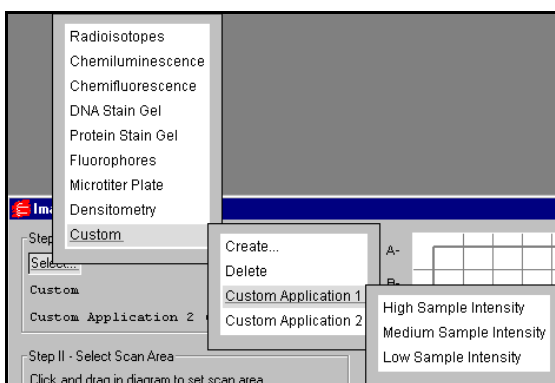 Radioisotopes
Chemiluminescence
Chemifluorescence
DNA Stain Gel
Protein Stain Gel
Fluorophores
Microtiter Plate
Densitometry
Custom
Create...
Delete
Custom Application 1
Custom Application 2
High Sample Intensity
Medium Sample Intensity
Low Sample Intensity
Step
Select...
Custom
Custom Application 2
A-
B-
Step II - Select Scan Area
Click and drag in diagram to set scan area